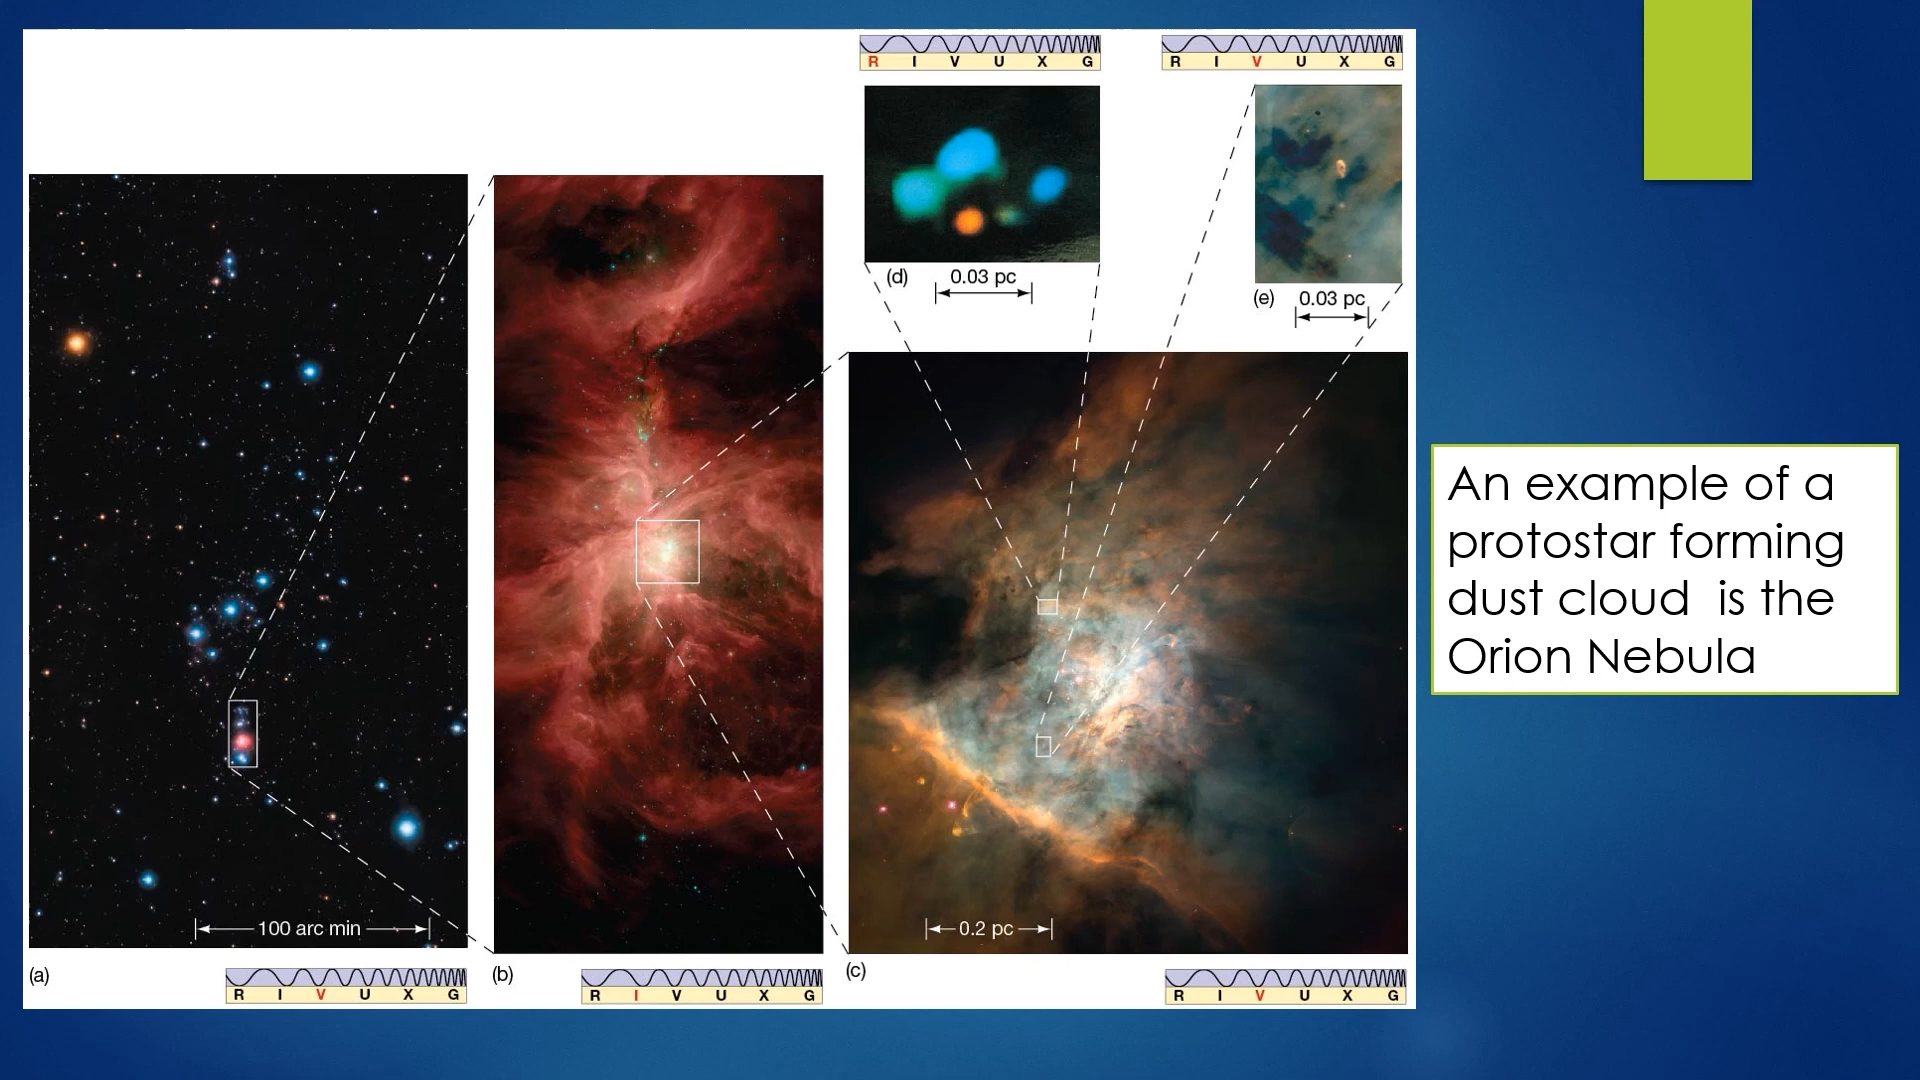 R I V U X G
R I V U X G
(d)
0.03 pc
(e)
0.03 pc
An example of a
protostar forming
dust cloud  is the
Orion Nebula
100 arc min
0.2 pc
(a)
R I V U X G
(b)
R I V U X G
(c)
R I V U X G